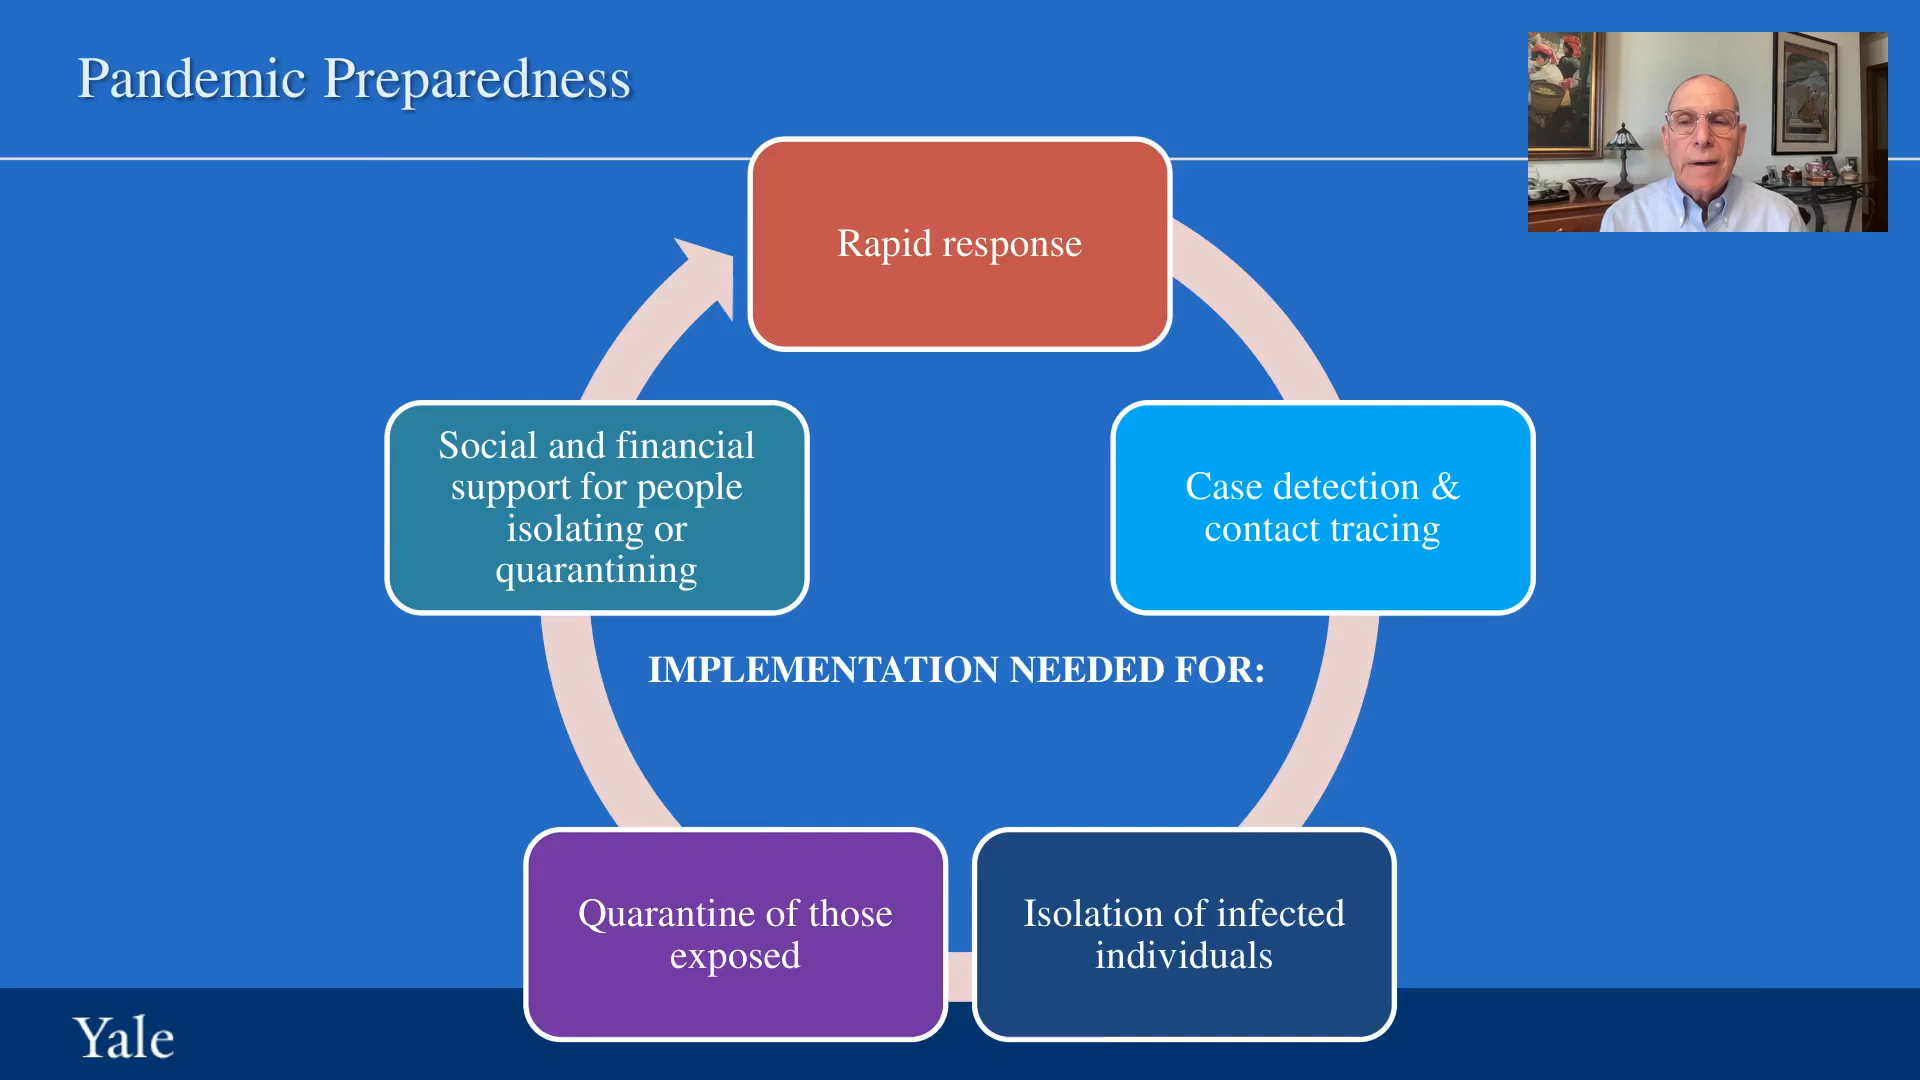 Pandemic Preparedness
Rapid response
Case detection &
contact tracing
Isolation of infected
individuals
Quarantine of those
exposed
Social and financial
support for people
isolating or
quarantining
IMPLEMENTATION NEEDED FOR:
Yale